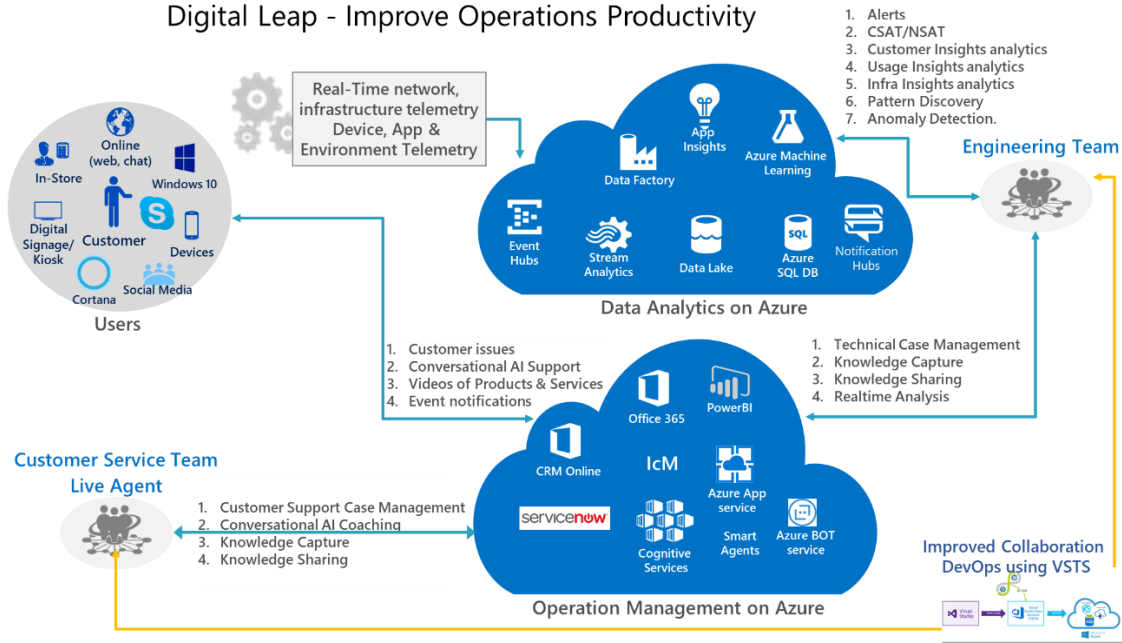 Digital Leap - Improve Operations Productivity
1. Alerts
2. CSAT/NSAT
3. Customer Insights analytics
4. Usage Insights analytics
5. Infra Insights analytics
6. Pattern Discovery
7. Anomaly Detection.
Real-Time network,
infrastructure telemetry
Device, App &
Environment Telemetry
Online
(web, chat)
In-Store
Windows 10
Digital
Signage/
Kiosk
Customer
Devices
Cortana
Social Media
Users
App
Insights
Data Factory
Azure Machine
Learning
Event
Hubs
Stream
Analytics
Data Lake
SQL
Azure
SQL DB
Notification
Hubs
Data Analytics on Azure
Engineering Team
1. Customer issues
2. Conversational AI Support
3. Videos of Products & Services
4. Event notifications
1. Technical Case Management
2. Knowledge Capture
3. Knowledge Sharing
4. Realtime Analysis
Office 365
PowerBI
CRM Online
IcM
Azure App
service
servicenow
Cognitive
Services
Smart
Agents
Azure BOT
service
Operation Management on Azure
Customer Service Team
Live Agent
1. Customer Support Case Management
2. Conversational AI Coaching
3. Knowledge Capture
4. Knowledge Sharing
Improved Collaboration
DevOps using VSTS
Visual
Studio